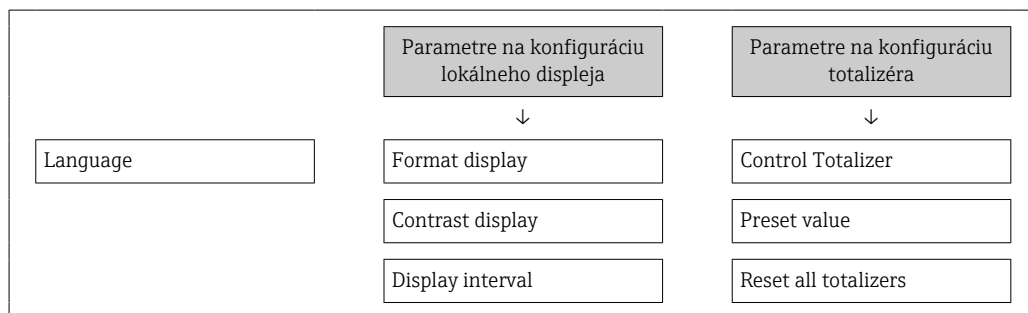 Parametre na konfiguráciu
lokálneho displeja
Parametre na konfiguráciu
totalizéra
↓
↓
Language
Format display
Control Totalizer
Contrast display
Preset value
Display interval
Reset all totalizers